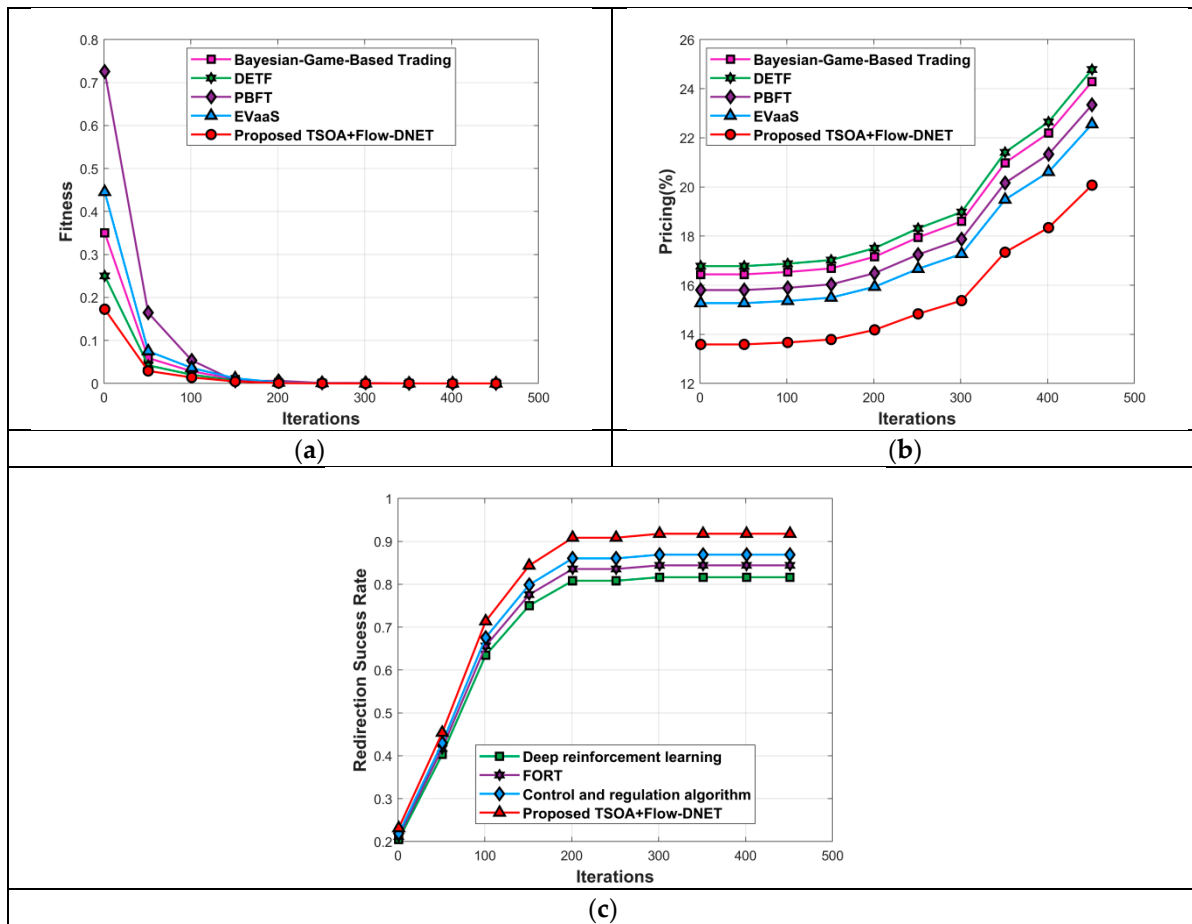 0.8
0.7
0.6
0.5
0.4
0.3
0.2
0.1
0
Fitness
Bayesian-Game-Based Trading
DETF
PBFT
EVaaS
Proposed TSOA+Flow-DNET
0 100 200 300 400 500
Iterations
(a)
26
24
22
20
18
16
14
12
Pricing(%)
Bayesian-Game-Based Trading
DETF
PBFT
EVaaS
Proposed TSOA+Flow-DNET
0 100 200 300 400 500
Iterations
(b)
1
0.9
0.8
0.7
0.6
0.5
0.4
0.3
0.2
Redirection Sucess Rate
Deep reinforcement learning
FORT
Control and regulation algorithm
Proposed TSOA+Flow-DNET
0 100 200 300 400 500
Iterations
(c)